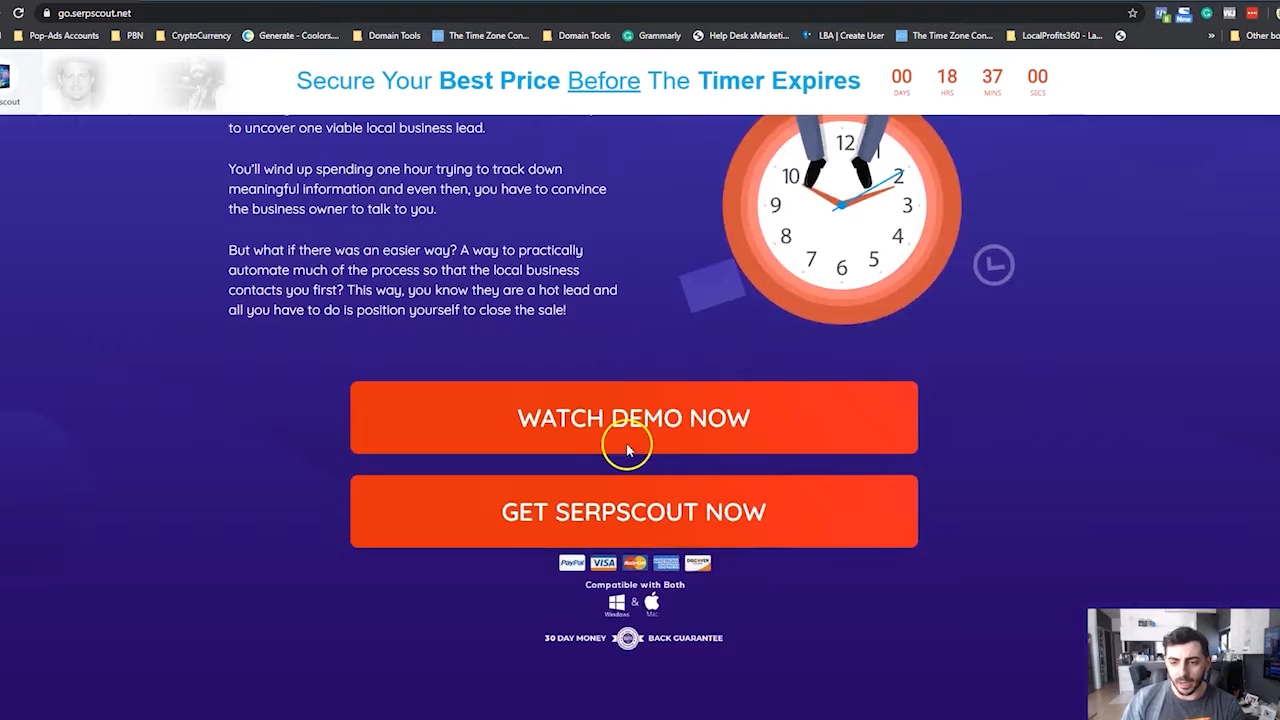 go.serpscout.net
Pop-Ads Accounts PBN CryptoCurrency Generate - Coolors... Domain Tools The Time Zone Con... Domain Tools Grammarly Help Desk xMarketi... LBA | Create User The Time Zone Con... LocalProfits360 - La... » Other bo
New
scout
Secure Your Best Price Before The Timer Expires
00 18 37 00
DAYS HRS MINS SECS
to uncover one viable local business lead.
You'll wind up spending one hour trying to track down
meaningful information and even then, you have to convince
the business owner to talk to you.
But what if there was an easier way? A way to practically
automate much of the process so that the local business
contacts you first? This way, you know they are a hot lead and
all you have to do is position yourself to close the sale!
12
1
2
3
4
5
6
7
8
9
10
WATCH DEMO NOW
GET SERPSCOUT NOW
PayPal VISA MasterCard DISCOVER
Compatible with Both
&
Windows Mac
30 DAY MONEY BACK GUARANTEE